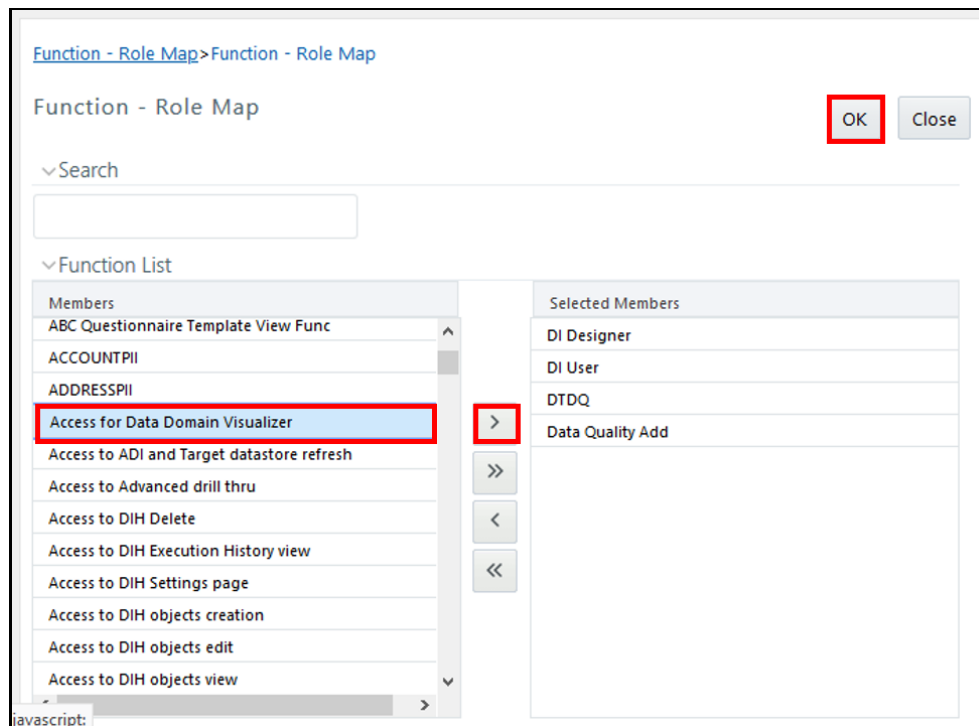 Function - Role Map>Function - Role Map
Function - Role Map
OK
Close
Search
Function List
Members
ABC Questionnaire Template View Func
ACCOUNTPII
ADDRESSPII
Access for Data Domain Visualizer
Access to ADI and Target datastore refresh
Access to Advanced drill thru
Access to DIH Delete
Access to DIH Execution History view
Access to DIH Settings page
Access to DIH objects creation
Access to DIH objects edit
Access to DIH objects view
>
>>
<
<<
Selected Members
DI Designer
DI User
DTDQ
Data Quality Add
javascript: